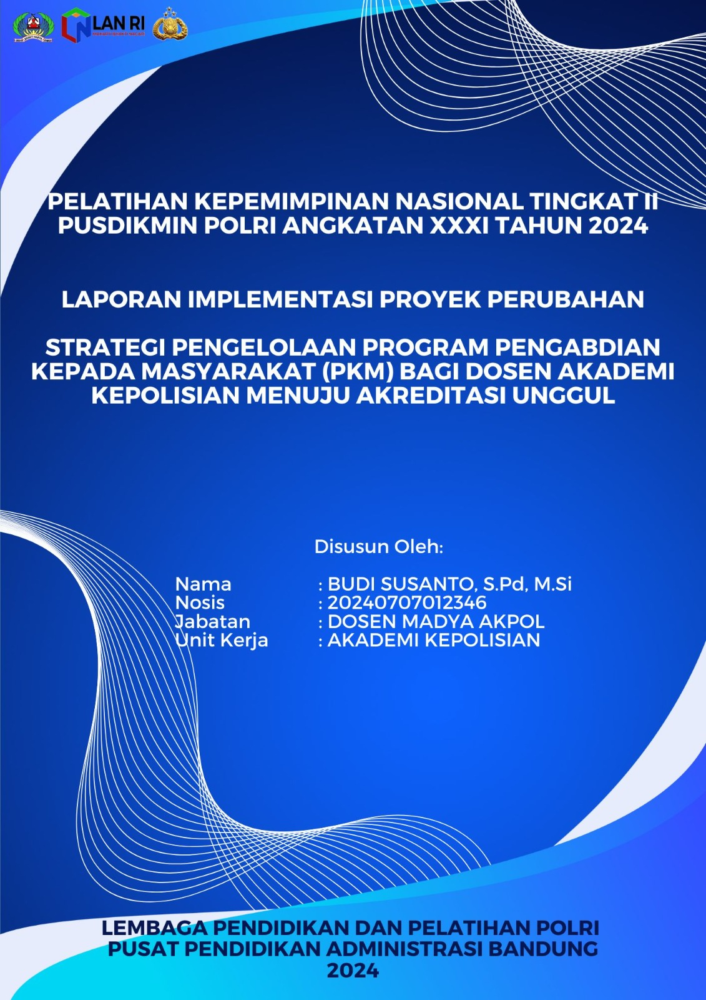 LAN RI
PELATIHAN KEPEMIMPINAN NASIONAL TINGKAT II
PUSDIKMIN POLRI ANGKATAN XXXI TAHUN 2024
LAPORAN IMPLEMENTASI PROYEK PERUBAHAN
STRATEGI PENGELOLAAN PROGRAM PENGABDIAN
KEPADA MASYARAKAT (PKM) BAGI DOSEN AKADEMI
KEPOLISIAN MENUJU AKREDITASI UNGGUL
Disusun Oleh:
Nama : BUDI SUSANTO, S.Pd, M.Si
Nosis : 20240707012346
Jabatan : DOSEN MADYA AKPOL
Unit Kerja : AKADEMI KEPOLISIAN
LEMBAGA PENDIDIKAN DAN PELATIHAN POLRI
PUSAT PENDIDIKAN ADMINISTRASI BANDUNG
2024